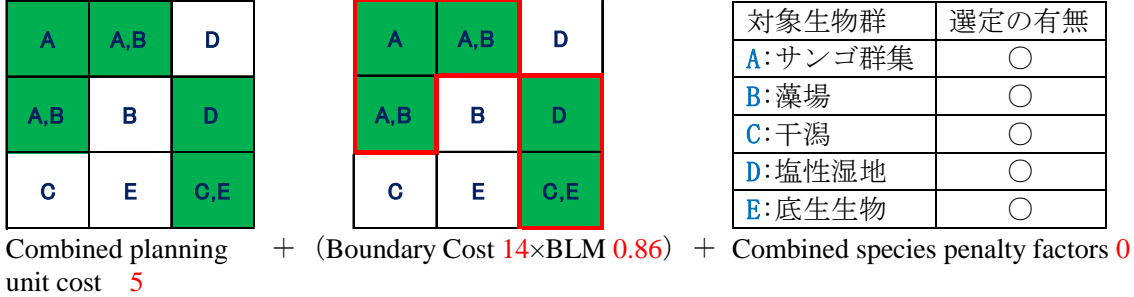 A A,B D
A,B B D
C E C,E
A A,B D
A,B B D
C E C,E
対象生物群 選定の有無
A:サンゴ群集 ○
B:藻場 ○
C:干潟 ○
D:塩性湿地 ○
E:底生生物 ○
Combined planning unit cost 5
+ (Boundary Cost 14×BLM 0.86) + Combined species penalty factors 0